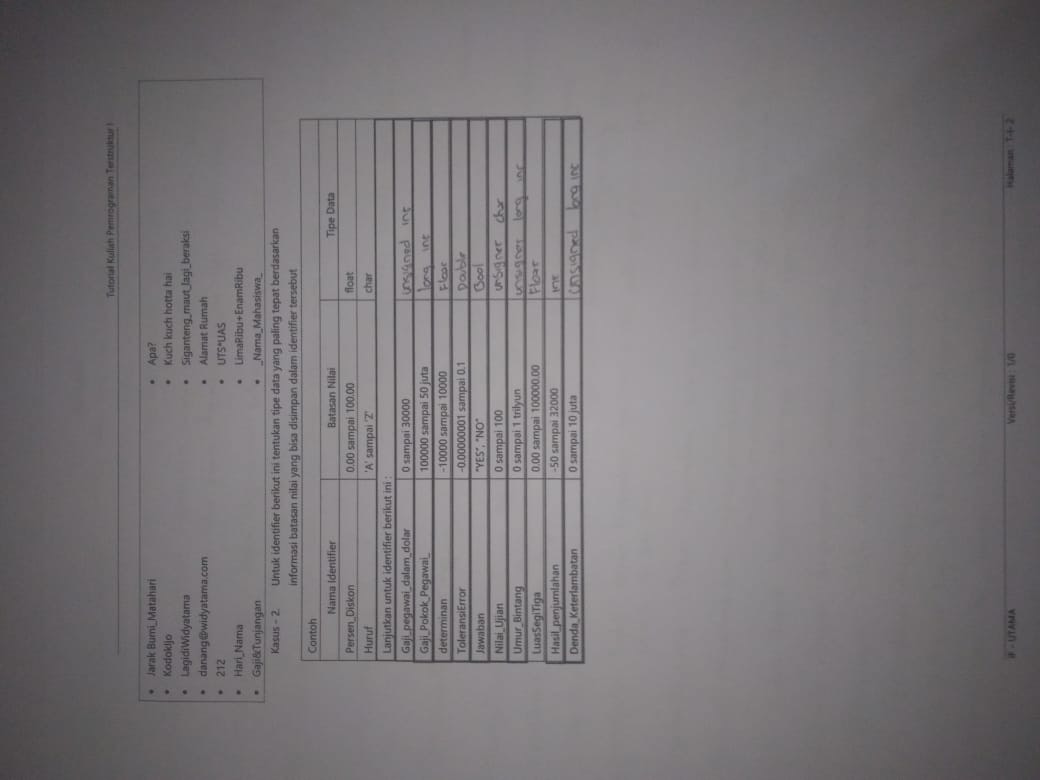 Tutorial Kuliah Pemrograman Terstruktur I
• Jarak Bumi_Matahari • Apa?
• Kodokijo • Kuch kuch hotta hai
• LagidiWidyatama • Siganteng_maut_lagi_beraksi
• danang@widyatama.com • Alamat Rumah
• 212 • UTS*UAS
• Hari_Nama • LimaRibu+EnamRibu
• Gaji&Tunjangan • _Nama_Mahasiswa_
Kasus – 2. Untuk identifier berikut ini tentukan tipe data yang paling tepat berdasarkan
informasi batasan nilai yang bisa disimpan dalam identifier tersebut
Contoh
Nama Identifier Batasan Nilai Tipe Data
Persen_Diskon 0.00 sampai 100.00 float
Huruf 'A' sampai 'Z' char
Lanjutkan untuk identifier berikut ini :
Gaji_pegawai_dalam_dolar 0 sampai 30000 unsigned int
Gaji_Pokok_Pegawai_ 100000 sampai 50 juta long int
determinan -10000 sampai 10000 Float
ToleransiError -0.00000001 sampai 0.1 Double
Jawaban "YES", "NO" Bool
Nilai_Ujian 0 sampai 100 unsigner char
Umur_Bintang 0 sampai 1 trilyun unsigner long int
LuasSegiTiga 0.00 sampai 100000.00 Float
Hasil_penjumlahan -50 sampai 32000 int
Denda_Keterlambatan 0 sampai 10 juta Unsigned long int
IF – UTAMA Versi/Revisi : 1/0 Halaman : 1 - 2